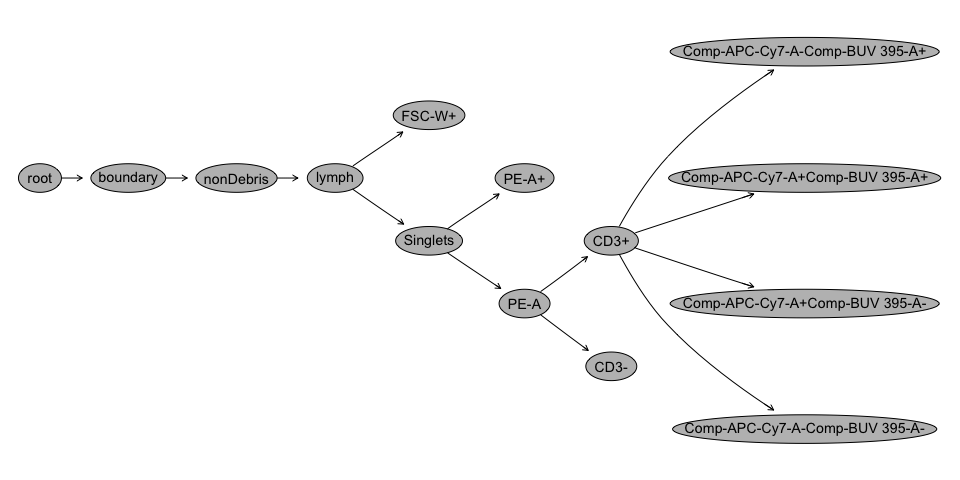 Comp-APC-Cy7-A-Comp-BUV 395-A+
FSC-W+
root
boundary
nonDebris
lymph
PE-A+
Comp-APC-Cy7-A+Comp-BUV 395-A+
Singlets
CD3+
PE-A
Comp-APC-Cy7-A+Comp-BUV 395-A-
CD3-
Comp-APC-Cy7-A-Comp-BUV 395-A-